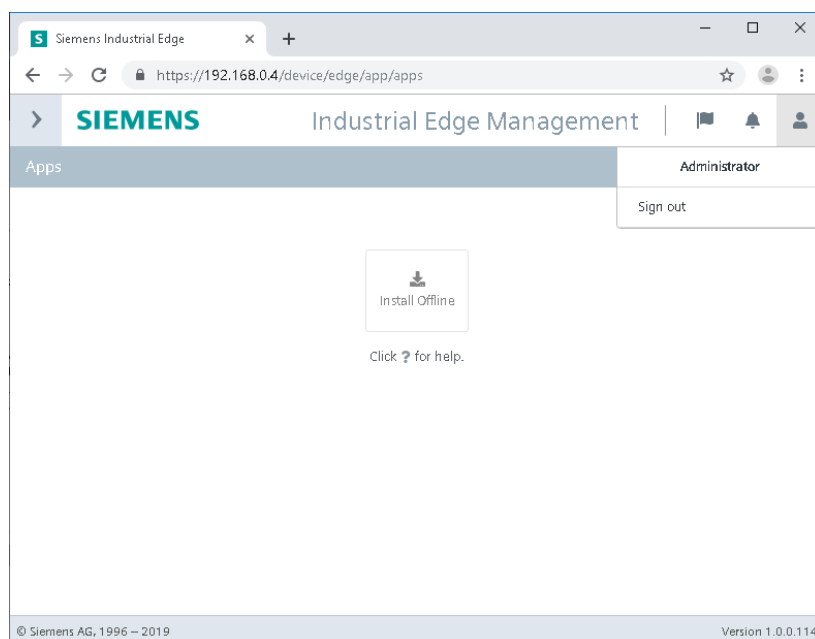 Siemens Industrial Edge
https://192.168.0.4/device/edge/app/apps
SIEMENS Industrial Edge Management
Apps
Administrator
Sign out
Install Offline
Click ? for help.
© Siemens AG, 1996 – 2019 Version 1.0.0.114